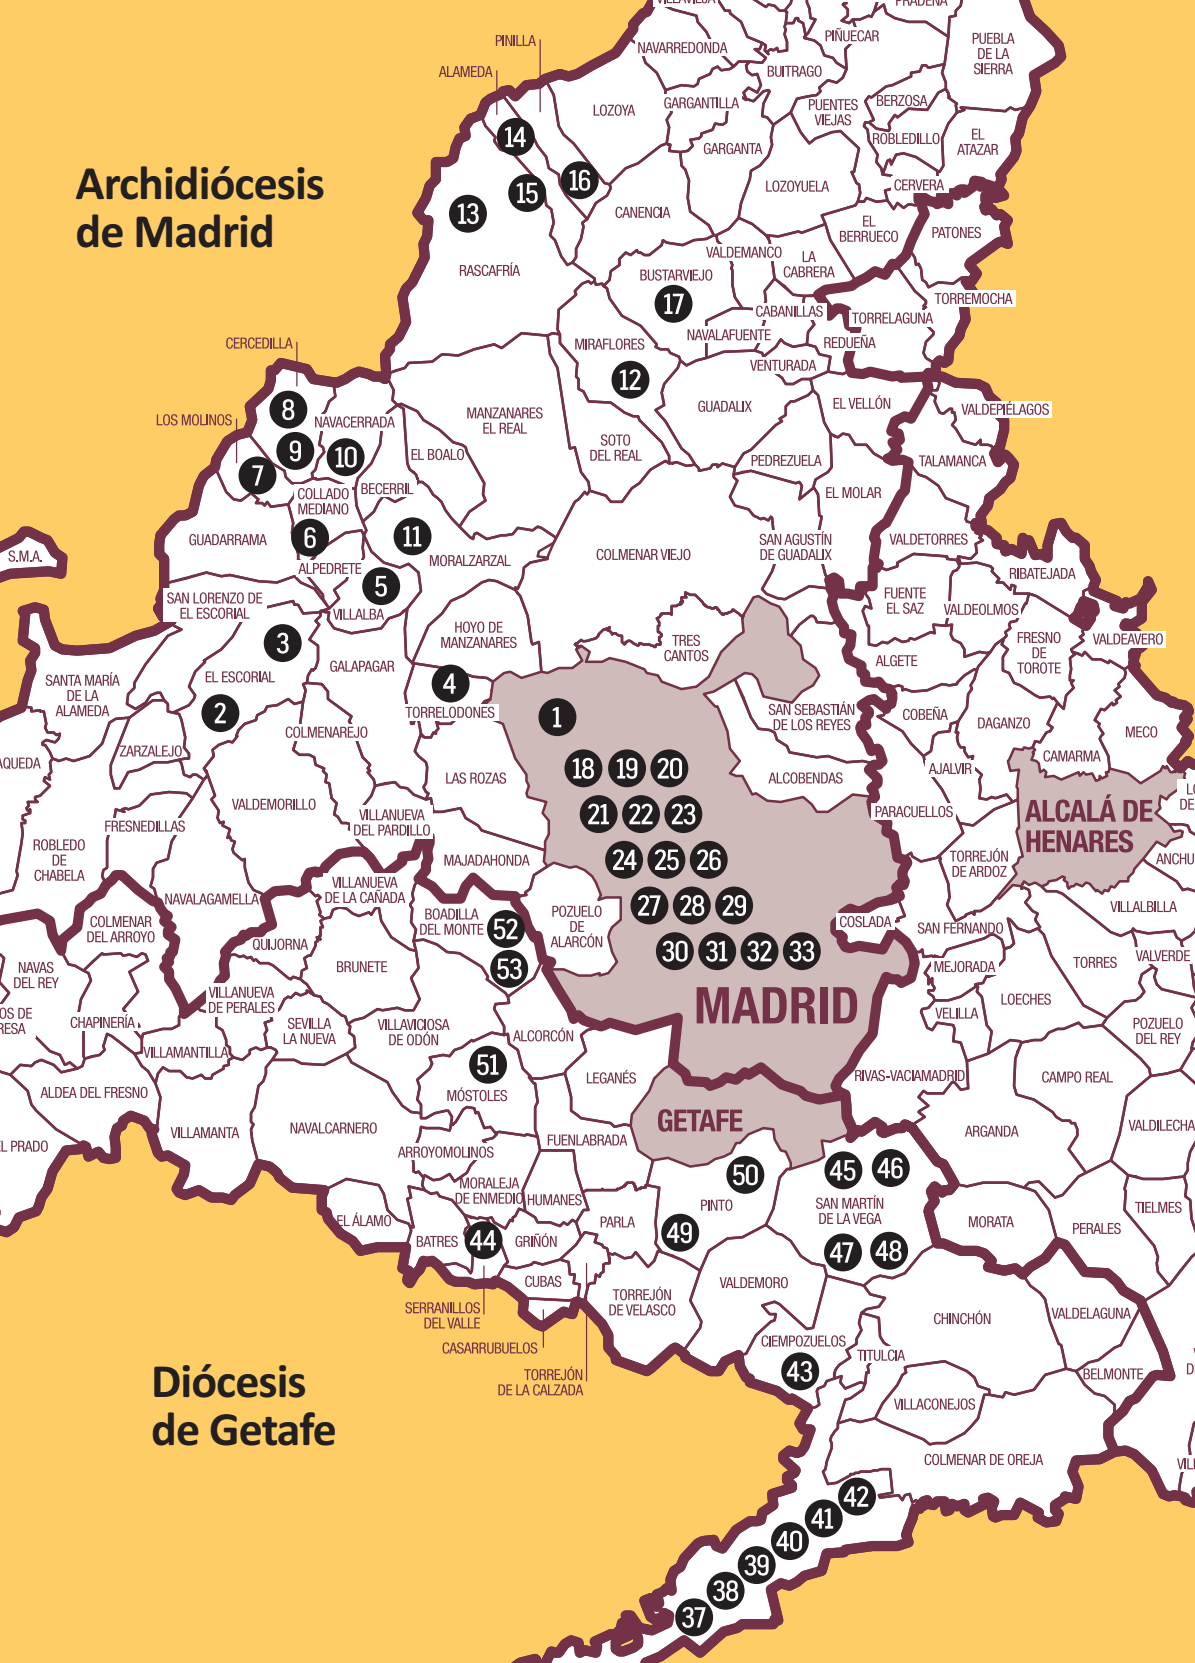 PIÑUECAR
PUEBLA
DE LA
SIERRA
PINILLA
NAVARREDONDA
ALAMEDA
BUITRAGO
LOZOYA
GARGANTILLA
PUENTES
VIEJAS
BERZOSA
ROBLEDILLO
EL
ATAZAR
14
GARGANTA
Archidiócesis
de Madrid
16
15
LOZOYUELA
CERVERA
13
CANENCIA
EL
BERRUECO
PATONES
RASCAFRÍA
VALDEMANCO
LA
CABRERA
BUSTARVIEJO
17
TORREMOCHA
CABANILLAS
TORRELAGUNA
NAVALAFUENTE
REDUEÑA
CERCEDILLA
MIRAFLORES
12
VENTURADA
8
GUADALIX
EL VELLÓN
VALDEPIÉLAGOS
LOS MOLINOS
NAVACERRADA
MANZANARES
EL REAL
9
10
EL BOALO
SOTO
DEL REAL
PEDREZUELA
TALAMANCA
7
BECERRIL
COLLADO
MEDIANO
EL MOLAR
GUADARRAMA
6
11
SAN AGUSTÍN
DE GUADALIX
VALDETORRES
S.M.A.
COLMENAR VIEJO
MORALZARZAL
ALPEDRETE
RIBATEJADA
5
SAN LORENZO DE
EL ESCORIAL
VILLALBA
FUENTE
EL SAZ
VALDEOLMOS
HOYO DE
MANZANARES
TRES
CANTOS
FRESNO
DE
TOROTE
VALDEAVERO
3
ALGETE
GALAPAGAR
EL ESCORIAL
SANTA MARÍA
DE LA
ALAMEDA
4
TORRELODONES
2
1
SAN SEBASTIÁN
DE LOS REYES
COBEÑA
DAGANZO
MECO
COLMENAREJO
ZARZALEJO
CAMARMA
LAS ROZAS
18 19 20
ALCOBENDAS
AJALVIR
VALDEMORILLO
VILLANUEVA
DEL PARDILLO
21 22 23
PARACUELLOS
ALCALÁ DE
HENARES
FRESNEDILLAS
ROBLEDO
DE
CHABELA
MAJADAHONDA
24 25 26
TORREJÓN
DE ARDOZ
NAVALAGAMELLA
VILLANUEVA
DE LA CAÑADA
27 28 29
VILLALBILLA
COLMENAR
DEL ARROYO
BOADILLA
DEL MONTE
52
POZUELO
DE
ALARCÓN
COSLADA
SAN FERNANDO
QUIJORNA
30 31 32 33
BRUNETE
53
MEJORADA
TORRES
VALVERDE
NAVAS
DEL REY
VILLANUEVA
DE PERALES
LOECHES
MADRID
VELILLA
CHAPINERÍA
SEVILLA
LA NUEVA
VILLAVICIOSA
DE ODÓN
POZUELO
DEL REY
ALCORCÓN
VILLAMANTILLA
51
RIVAS-VACIAMADRID
CAMPO REAL
LEGANÉS
ALDEA DEL FRESNO
MÓSTOLES
GETAFE
VILLAMANTA
NAVALCARNERO
ARGANDA
VALDILECHA
FUENLABRADA
ARROYOMOLINOS
45 46
50
MORALEJA
DE ENMEDIO
HUMANES
PINTO
SAN MARTÍN
DE LA VEGA
MORATA
TIELMES
PERALES
EL ÁLAMO
PARLA
49
BATRES
44
GRIÑÓN
47 48
CUBAS
VALDEMORO
TORREJÓN
DE VELASCO
SERRANILLOS
DEL VALLE
CHINCHÓN
VALDELAGUNA
CASARRUBUELOS
CIEMPOZUELOS
TITULCIA
43
TORREJÓN
DE LA CALZADA
BELMONTE
Diócesis
de Getafe
VILLACONEJOS
COLMENAR DE OREJA
42
41
40
39
38
37